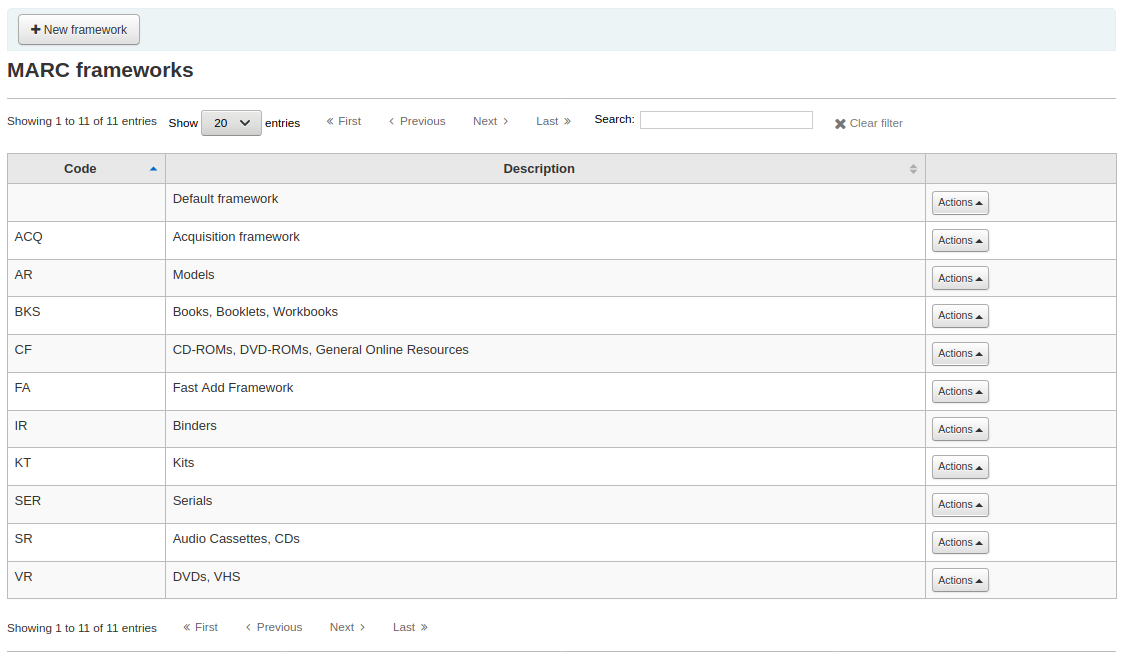 New framework
MARC frameworks
Showing 1 to 11 of 11 entries Show 20 entries « First ‹ Previous Next › Last » Search: Clear filter
Code Description
Default framework Actions
ACQ Acquisition framework Actions
AR Models Actions
BKS Books, Booklets, Workbooks Actions
CF CD-ROMs, DVD-ROMs, General Online Resources Actions
FA Fast Add Framework Actions
IR Binders Actions
KT Kits Actions
SER Serials Actions
SR Audio Cassettes, CDs Actions
VR DVDs, VHS Actions
Showing 1 to 11 of 11 entries « First ‹ Previous Next › Last »